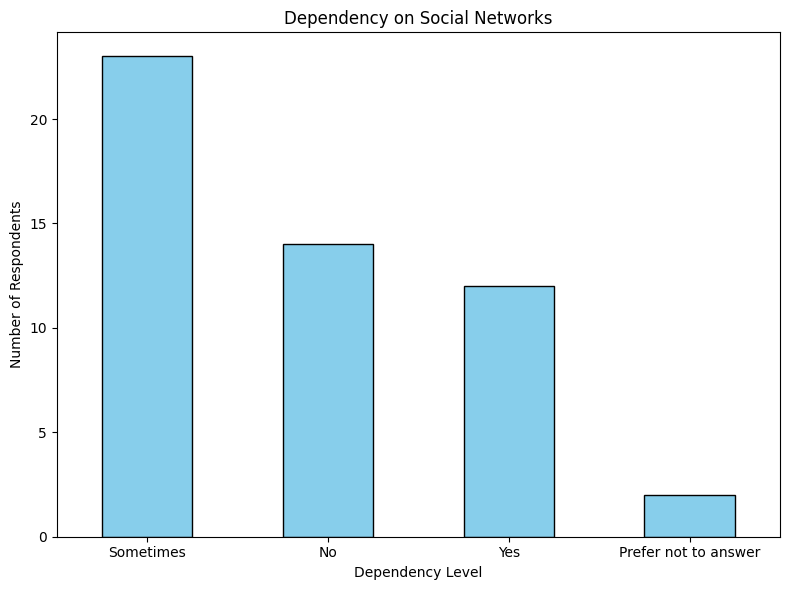 Dependency on Social Networks
Number of Respondents
20
15
10
5
0
Sometimes
No
Yes
Prefer not to answer
Dependency Level